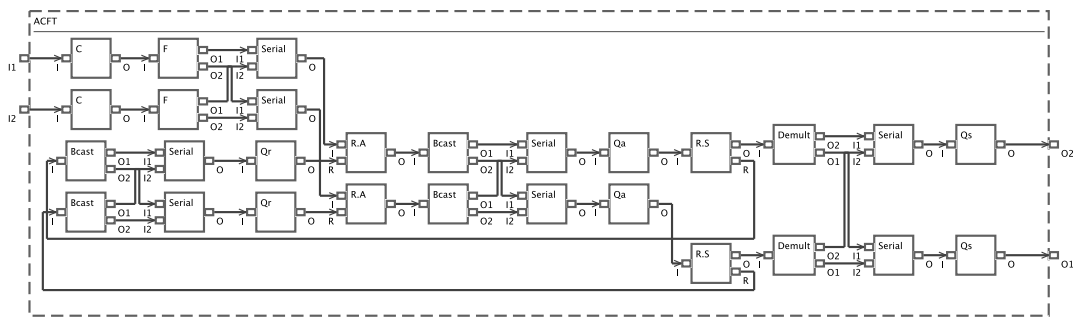 ACFT
C F Serial
I1 I O I O1 I1 O
O2 I2
C F Serial
I2 I O I O1 I1 O
O2 I2
Bcast Serial Qr R.A Bcast Serial Qa R.S Demult Serial Qs
I O1 I1 O I O I O I O1 I1 O I O I O I O2 I1 O I O O2
O2 I2 R O2 I2 R O1 I2
Bcast Serial Qr R.A Bcast Serial Qa
I O1 I1 O I O I O I O1 I1 O I O
O2 I2 R O2 I2
R.S Demult Serial Qs
I O I O2 I1 O I O O1
R O1 I2